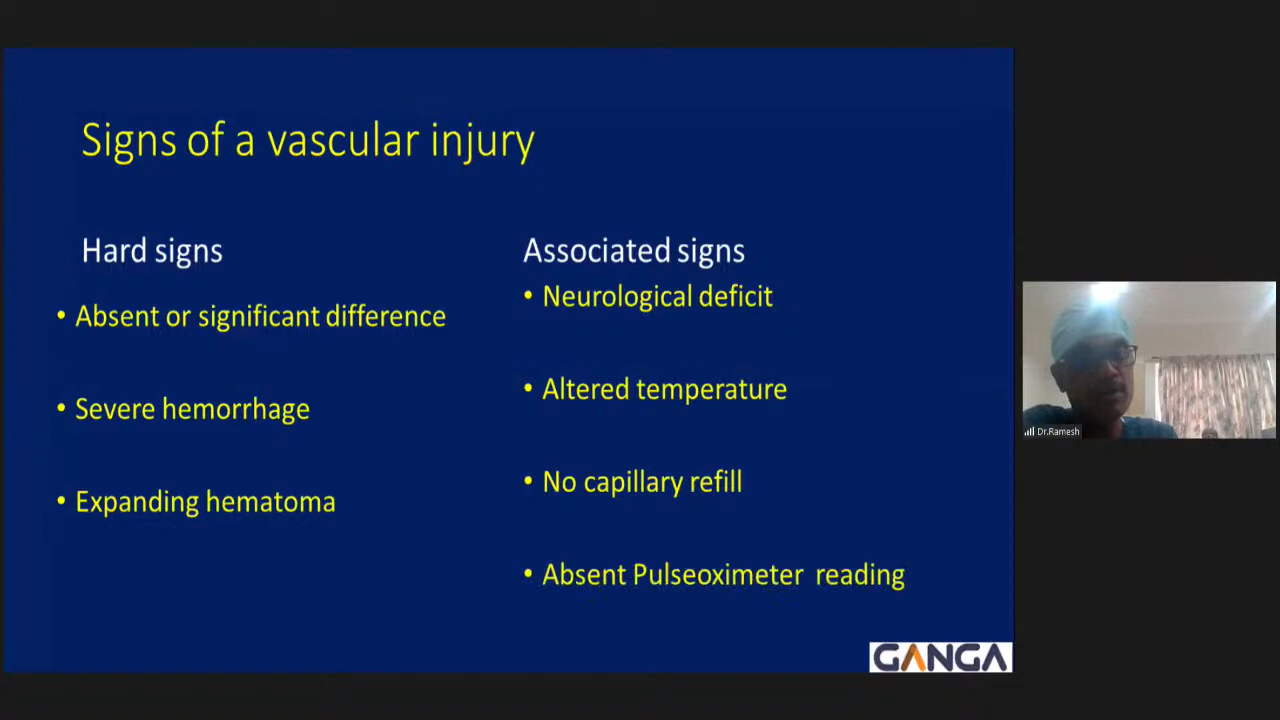 Signs of a vascular injury
Hard signs
• Absent or significant difference
• Severe hemorrhage
• Expanding hematoma
Associated signs
• Neurological deficit
• Altered temperature
• No capillary refill
• Absent Pulseoximeter reading
GANGA
Dr.Ramesh